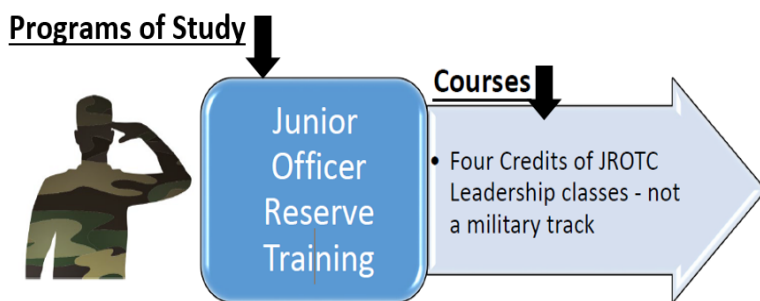 Programs of Study
Junior
Officer
Reserve
Training
Courses
• Four Credits of JROTC
Leadership classes - not
a military track